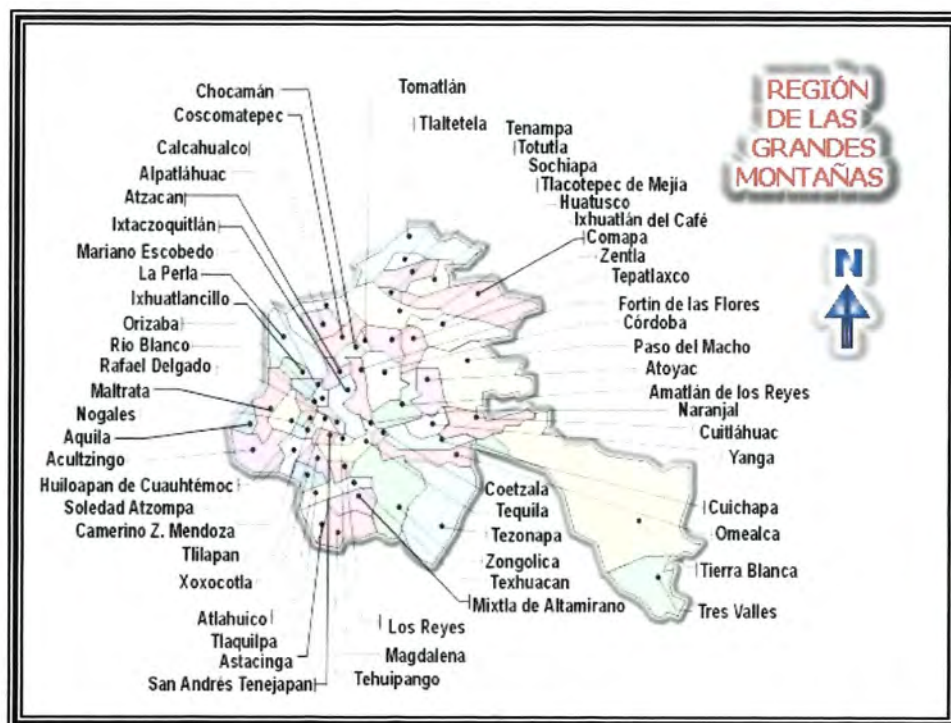 REGIÓN
DE LAS
GRANDES
MONTAÑAS
N
Chocamán
Coscomatepec
Calcahualco
Alpatláhuac
Atzacan
Ixtaczoquitlán
Mariano Escobedo
La Perla
Ixhuatlancillo
Orizaba
Río Blanco
Rafael Delgado
Maltrata
Nogales
Aquila
Acultzingo
Huiloapan de Cuauhtémoc
Soledad Atzompa
Camerino Z. Mendoza
Tlilapan
Xoxocotla
Atlahuico
Tlaquilpa
Astacinga
San Andrés Tenejapan
Tomatlán
Tlaltetela
Tenampa
Totutla
Sochiapa
Tlacotepec de Mejía
Huatusco
Ixhuatlán del Café
Comapa
Zentla
Tepatlaxco
Fortín de las Flores
Córdoba
Paso del Macho
Atoyac
Amatlán de los Reyes
Naranjal
Cuitláhuac
Yanga
Cuichapa
Omealca
Tierra Blanca
Tres Valles
Coetzala
Tequila
Tezonapa
Zongolica
Texhuacan
Mixtla de Altamirano
Los Reyes
Magdalena
Tehuipango